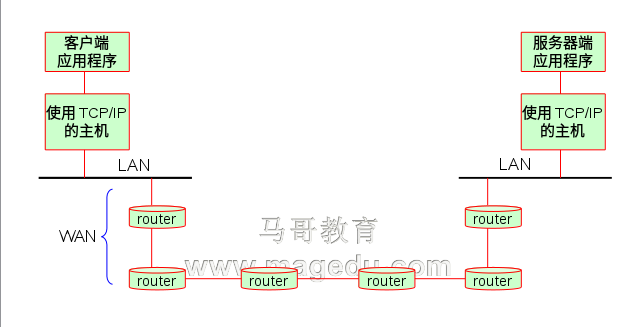 客户端
应用程序
服务器端
应用程序
使用 TCP/IP
的主机
使用 TCP/IP
的主机
LAN
LAN
router
router
WAN
马哥教育
www.magedu.com
router
router
router
router